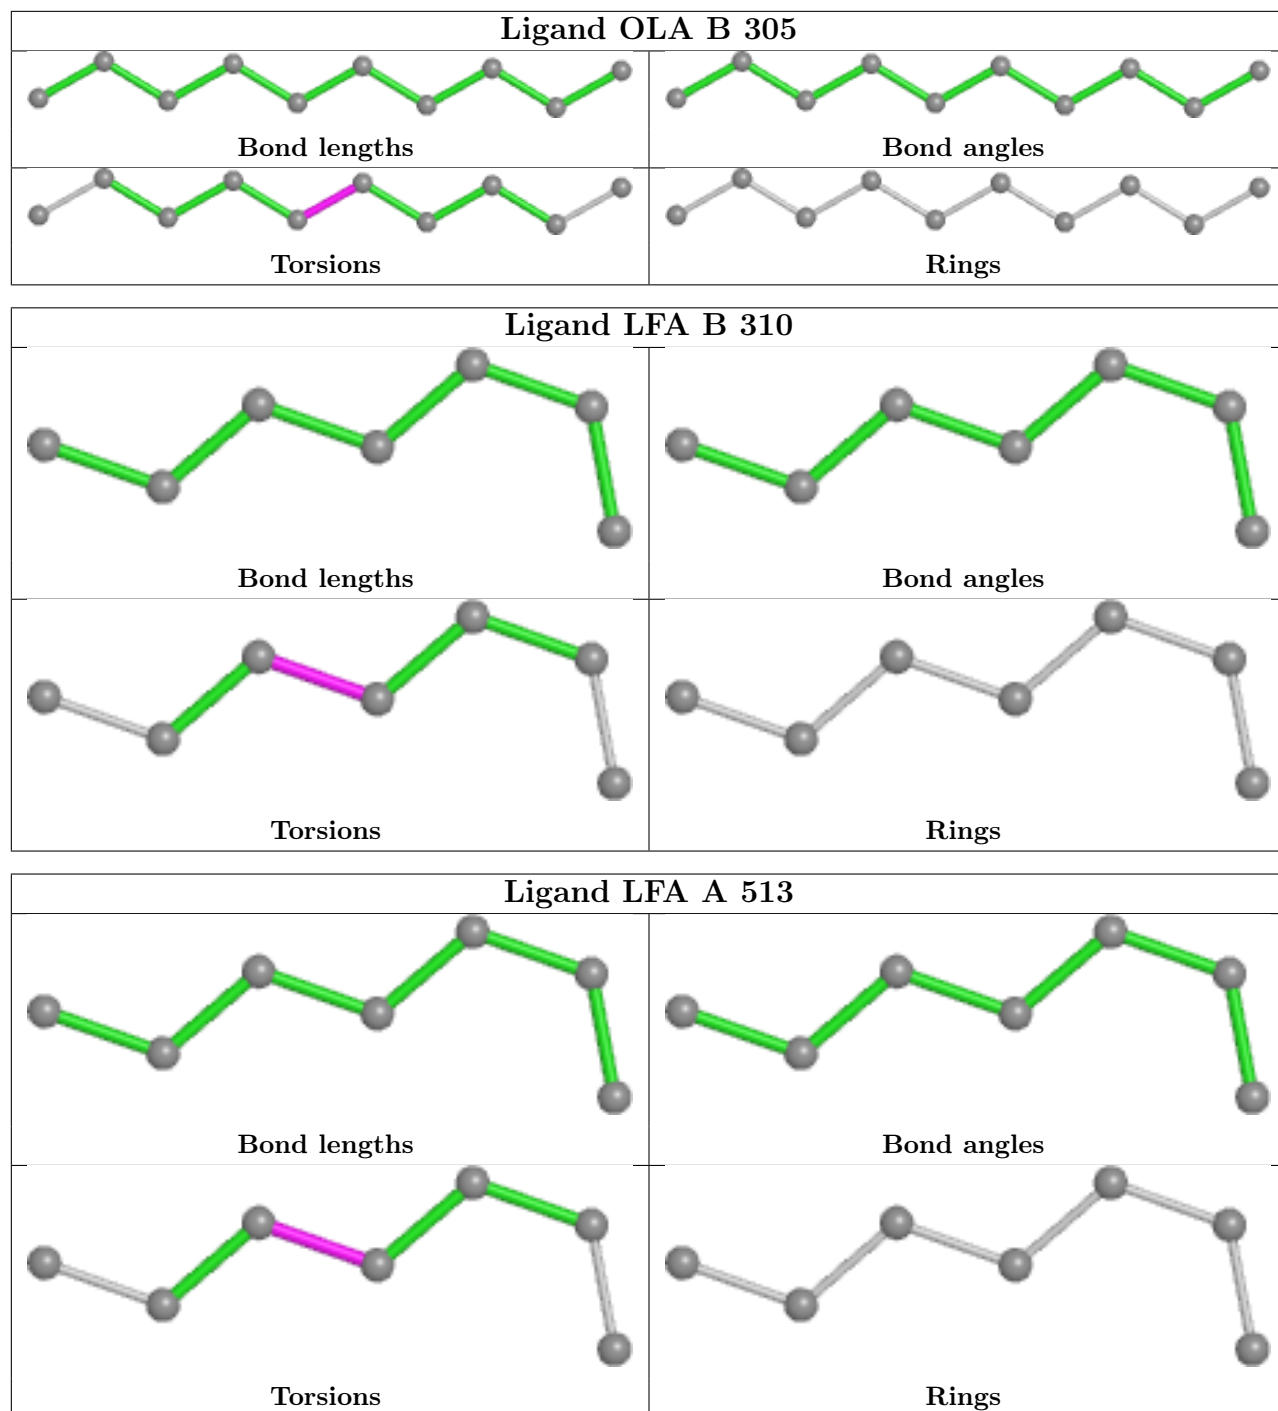 Ligand OLA B 305
Bond lengths
Bond angles
Torsions
Rings
Ligand LFA B 310
Bond lengths
Bond angles
Torsions
Rings
Ligand LFA A 513
Bond lengths
Bond angles
Torsions
Rings